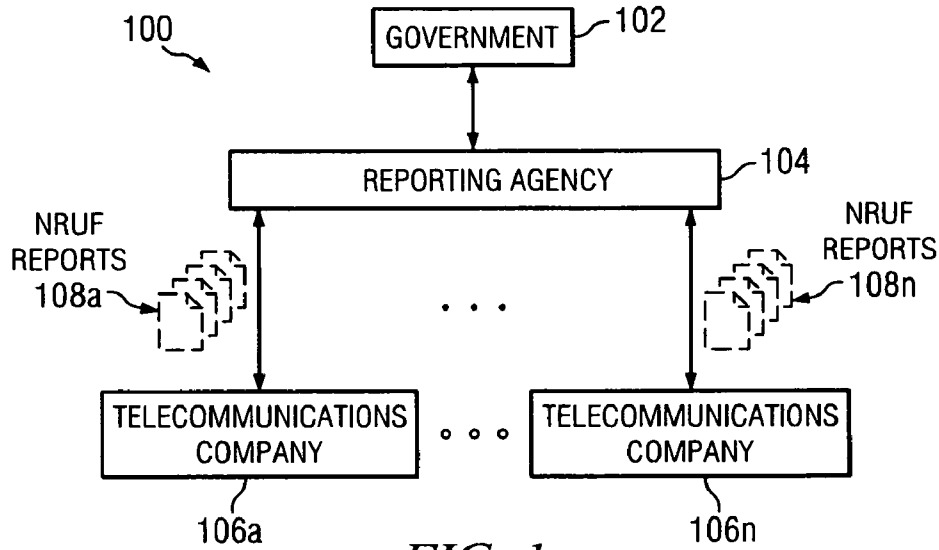 100
GOVERNMENT
102
REPORTING AGENCY
104
NRUF
REPORTS
108a
NRUF
REPORTS
108n
TELECOMMUNICATIONS
COMPANY
TELECOMMUNICATIONS
COMPANY
106a
106n